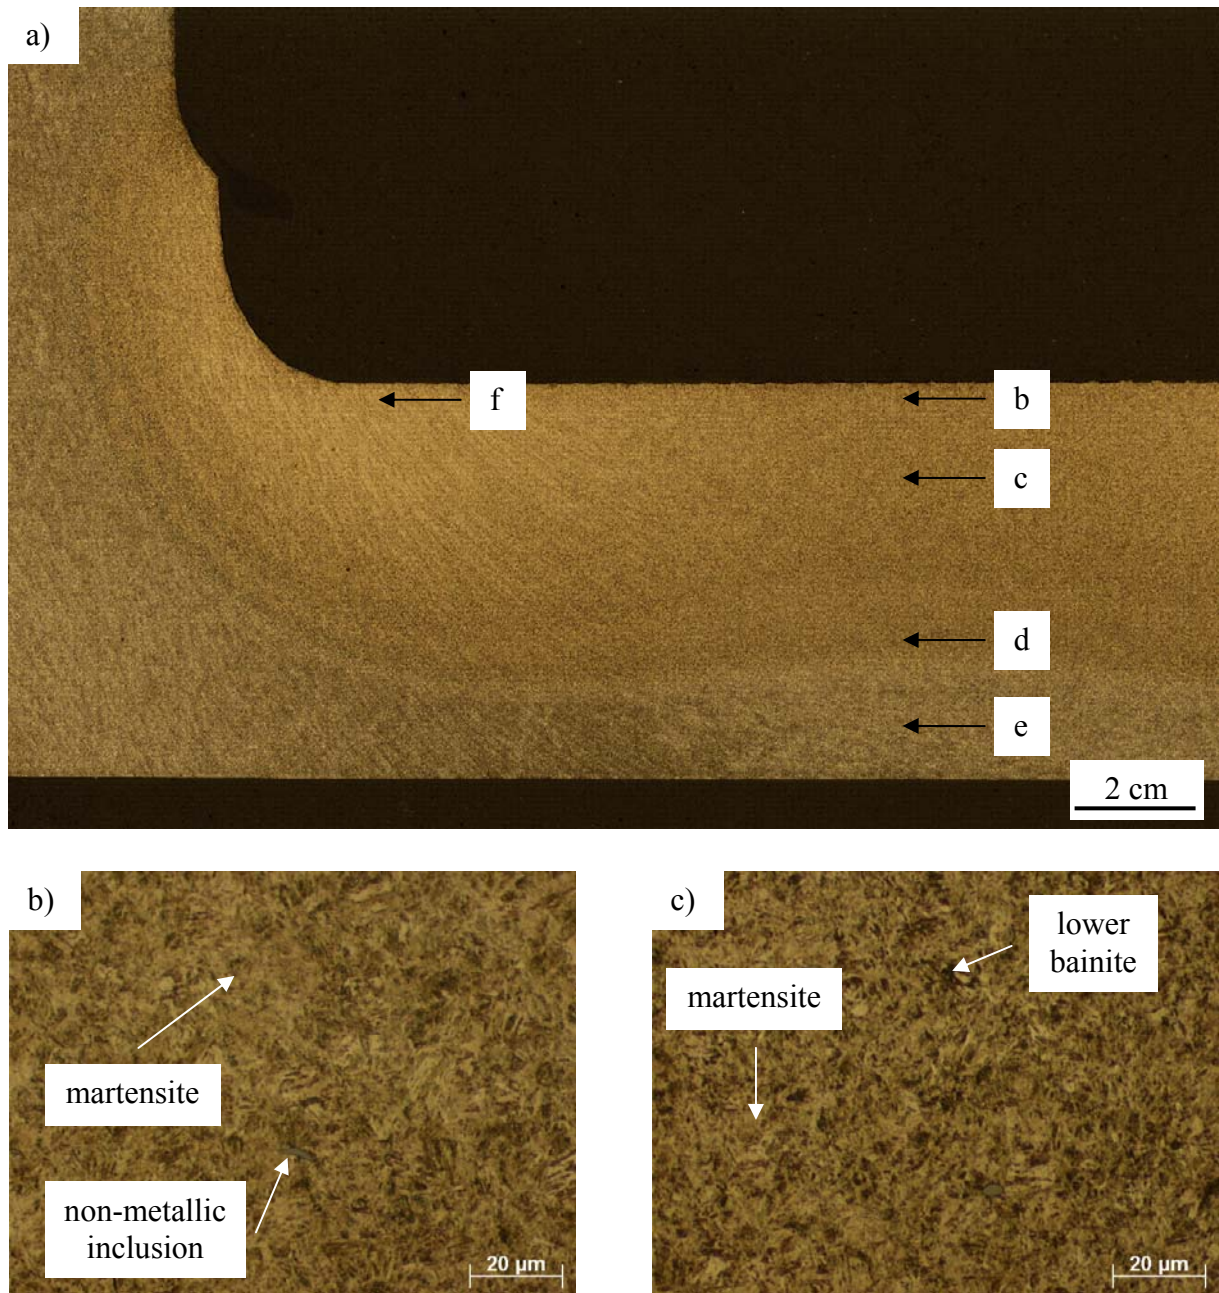 a)
f
b
c
d
e
2 cm
b)
martensite
non-metallic
inclusion
20 µm
c)
lower
bainite
martensite
20 µm